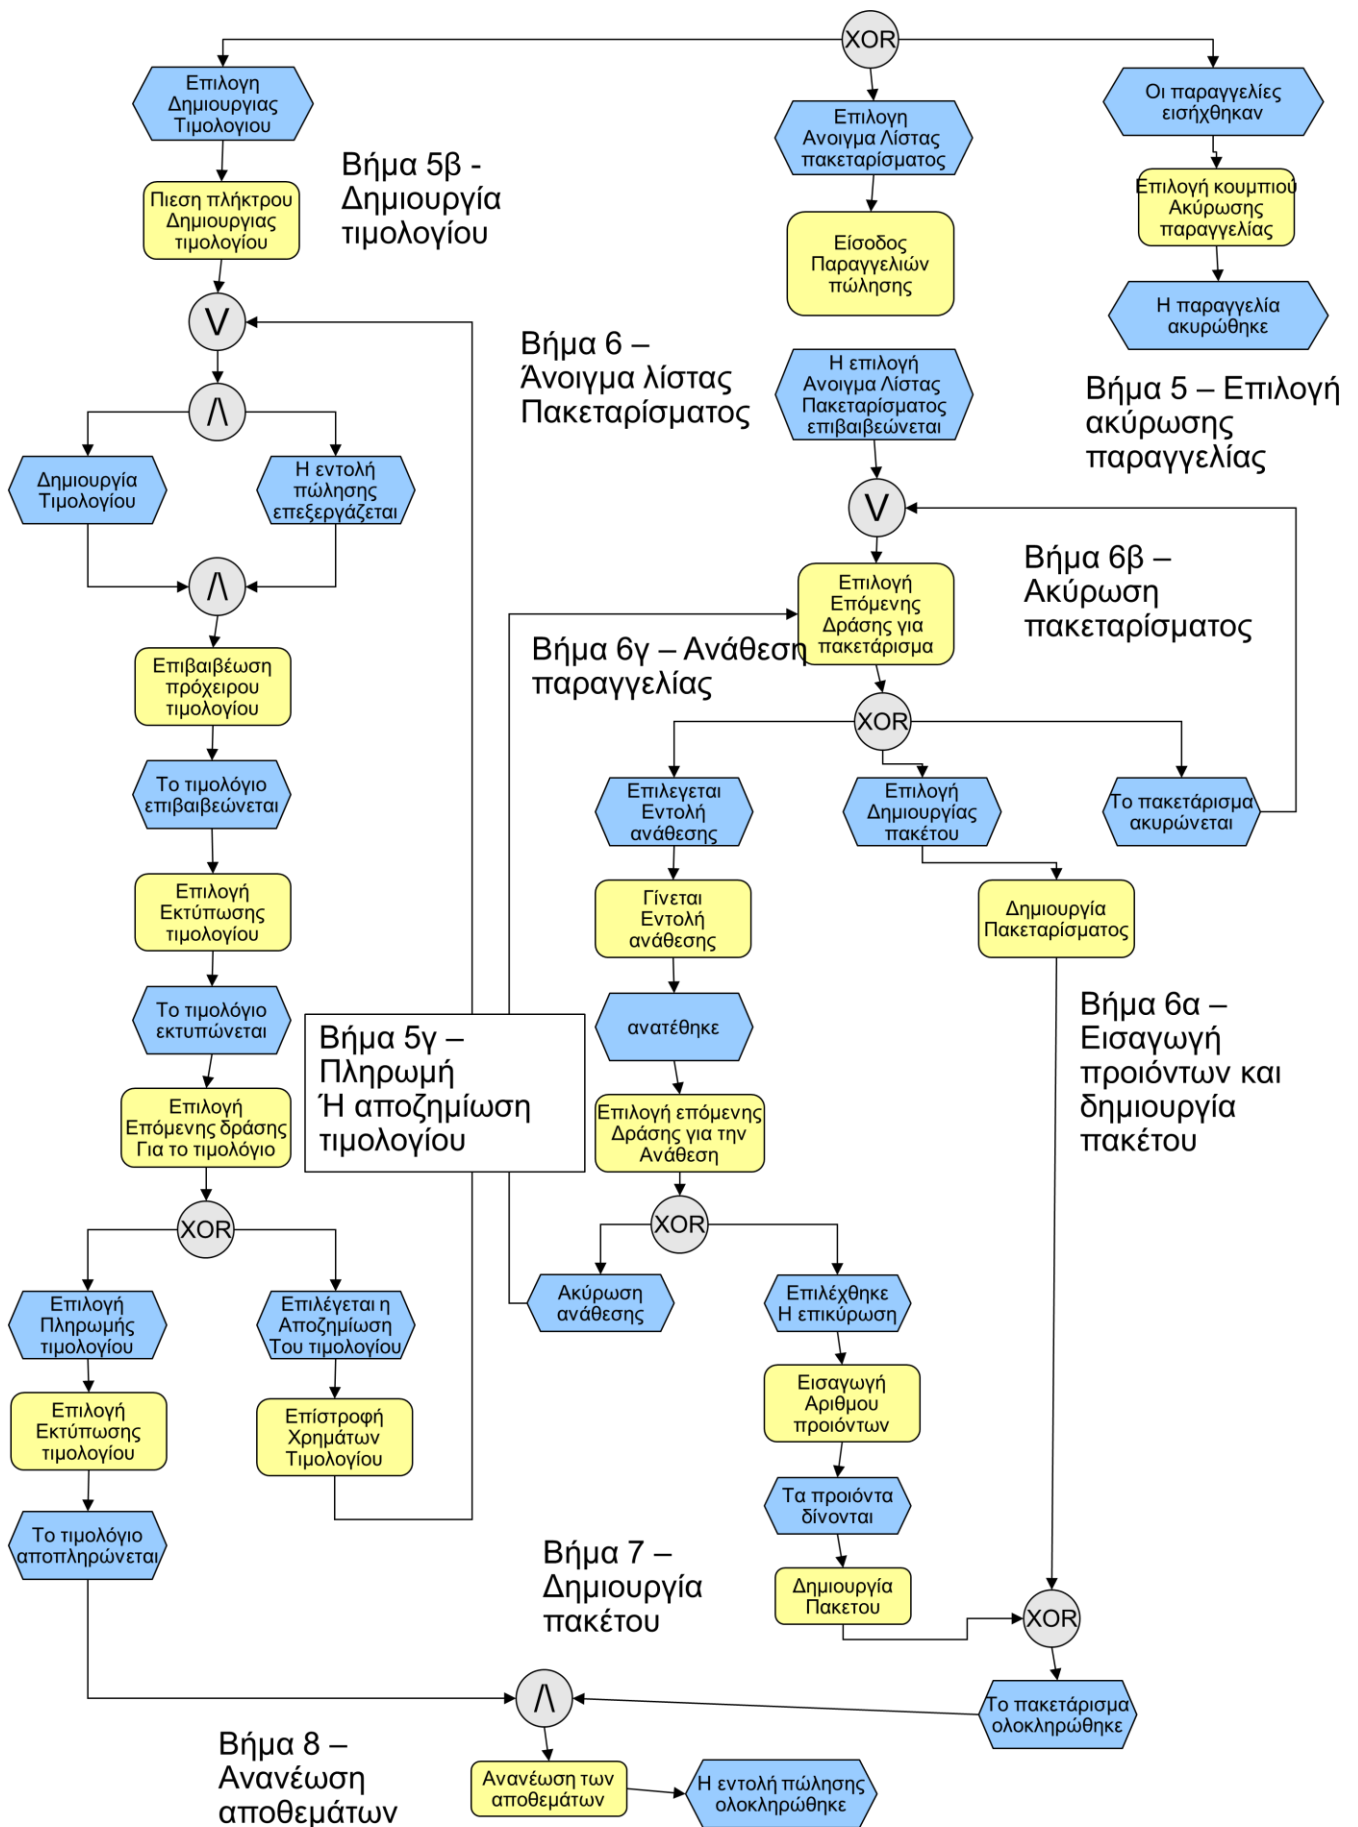 XOR
Επιλογη
Δημιουργιας
Τιμολογιου
Επιλογη
Ανοιγμα Λίστας
πακεταρίσματος
Οι παραγγελίες
εισήχθηκαν
Βήμα 5β -
Δημιουργία
τιμολογίου
Πιεση πλήκτρου
Δημιουργιας
τιμολογίου
Είσοδος
Παραγγελιών
πώλησης
Επιλογή κουμπιού
Ακύρωσης
παραγγελίας
Η παραγγελία
ακυρώθηκε
V
Βήμα 6 –
Άνοιγμα λίστας
Πακεταρίσματος
Η επιλογή
Ανοιγμα Λίστας
Πακεταρίσματος
επιβαιβεώνεται
Βήμα 5 – Επιλογή
ακύρωσης
παραγγελίας
/\
Δημιουργία
Τιμολογίου
Η εντολή
πώλησης
επεξεργάζεται
V
/\
Βήμα 6β –
Ακύρωση
πακεταρίσματος
Επιλογή
Επόμενης
Δράσης για
πακετάρισμα
Βήμα 6γ – Ανάθεση
παραγγελίας
Επιβαιβέωση
πρόχειρου
τιμολογίου
XOR
Το τιμολόγιο
επιβαιβεώνεται
Επιλεγεται
Εντολή
ανάθεσης
Επιλογή
Δημιουργίας
πακέτου
Το πακετάρισμα
ακυρώνεται
Επιλογή
Εκτύπωσης
τιμολογίου
Γίνεται
Εντολή
ανάθεσης
Δημιουργία
Πακεταρίσματος
Το τιμολόγιο
εκτυπώνεται
Βήμα 5γ –
Πληρωμή
Ή αποζημίωση
τιμολογίου
ανατέθηκε
Βήμα 6α –
Εισαγωγή
προιόντων και
δημιουργία
πακέτου
Επιλογή
Επόμενης δράσης
Για το τιμολόγιο
Επιλογή επόμενης
Δράσης για την
Ανάθεση
XOR
XOR
Επιλογή
Πληρωμής
τιμολογίου
Επιλέγεται η
Αποζημίωση
Του τιμολογίου
Ακύρωση
ανάθεσης
Επιλέχθηκε
Η επικύρωση
Επιλογή
Εκτύπωσης
τιμολογίου
Επίστροφή
Χρημάτων
Τιμολογίου
Εισαγωγή
Αριθμου
προιόντων
Το τιμολόγιο
αποπληρώνεται
Τα προιόντα
δίνονται
Βήμα 7 –
Δημιουργία
πακέτου
Δημιουργία
Πακετου
XOR
/\
Το πακετάρισμα
ολοκληρώθηκε
Βήμα 8 –
Ανανέωση
αποθεμάτων
Ανανέωση των
αποθεμάτων
Η εντολή πώλησης
ολοκληρώθηκε